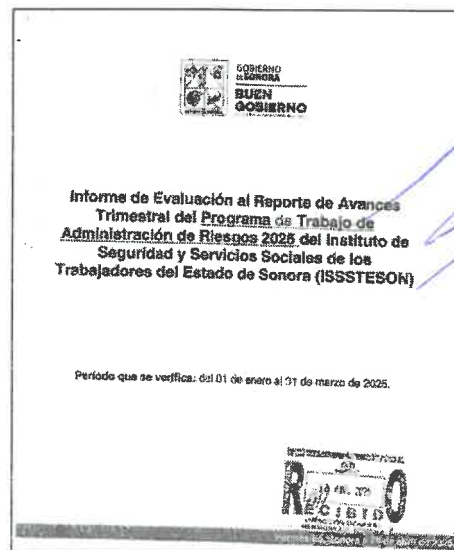 GOBIERNO
DE SONORA
BUEN
GOBIERNO
Informe de Evaluación al Reporte de Avances
Trimestral del Programa de Trabajo de
Administración de Riesgos 2025 del Instituto de
Seguridad y Servicios Sociales de los
Trabajadores del Estado de Sonora (ISSSTESON)
Período que se verifica: del 01 de enero al 31 de marzo de 2025.
RECIBIDO